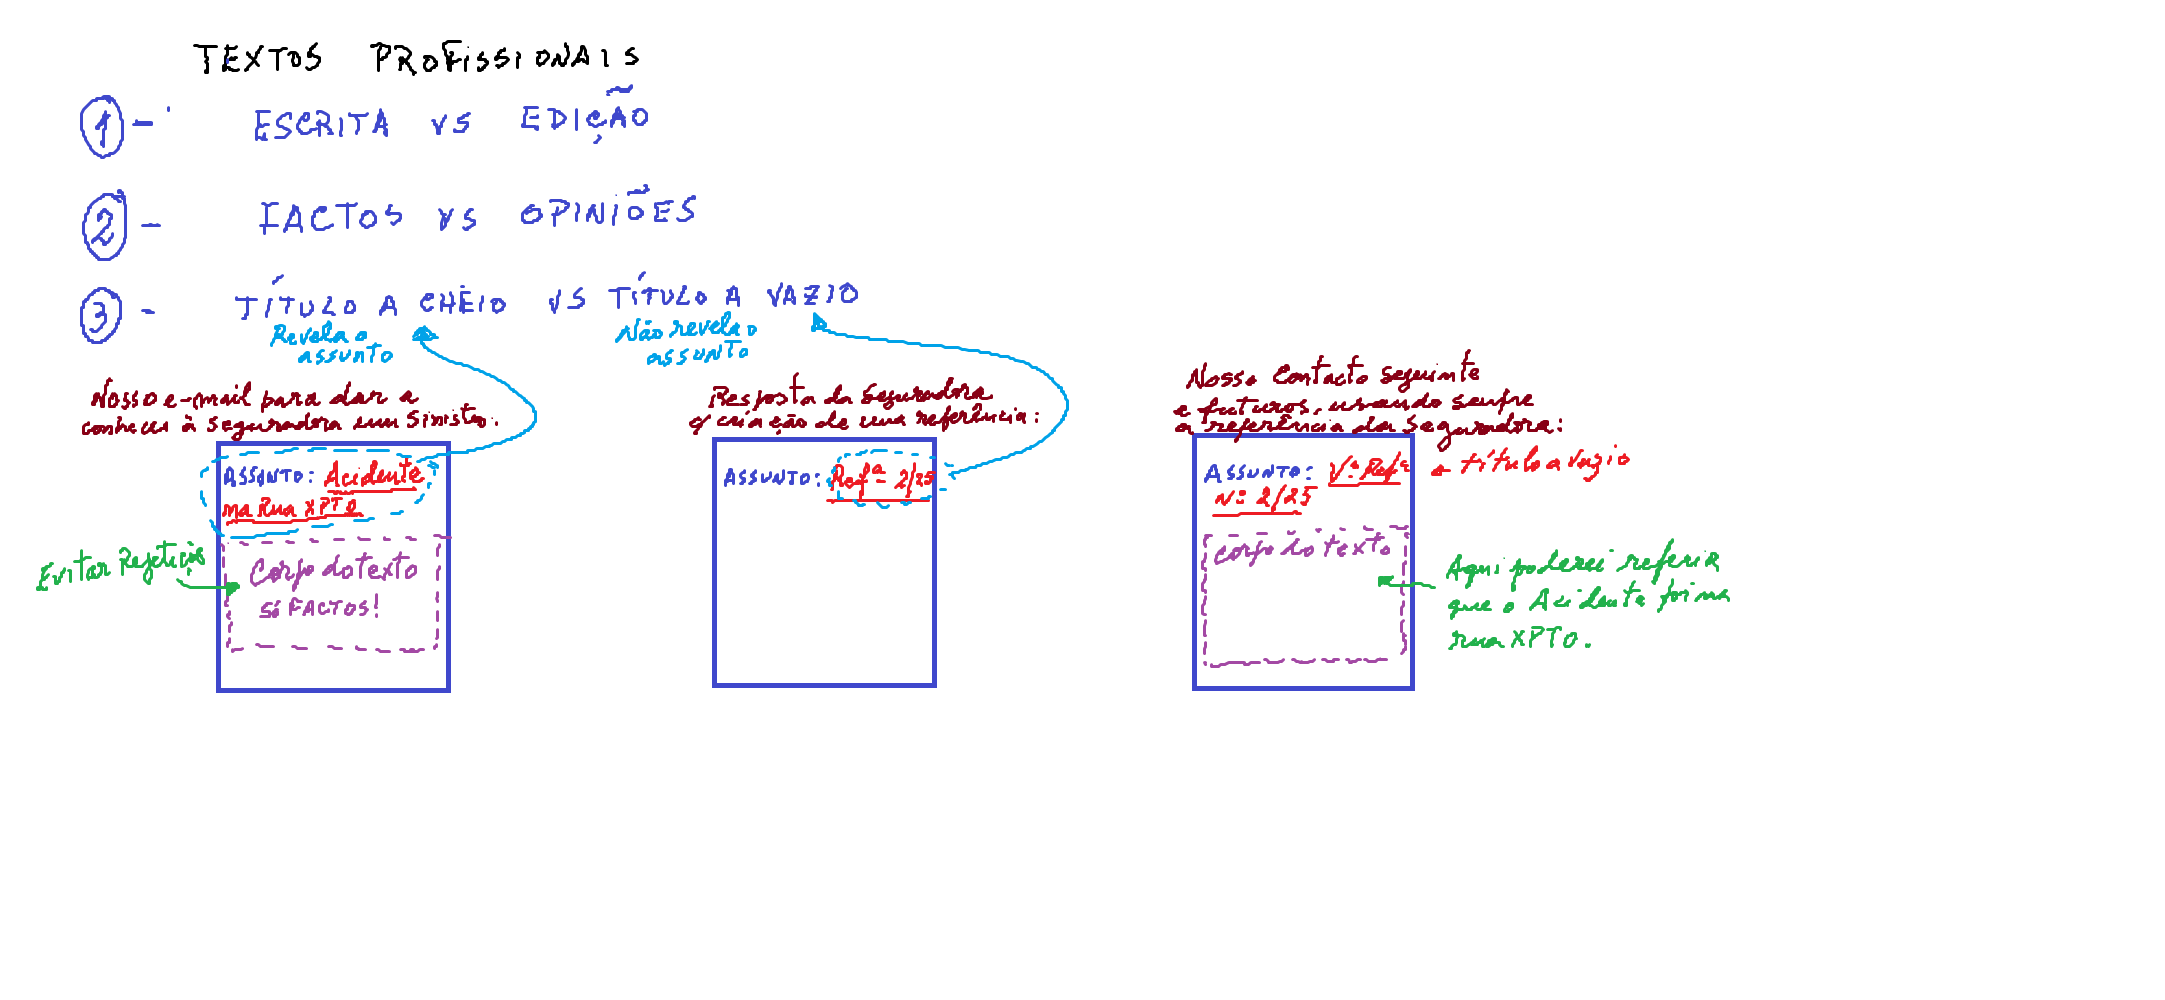 TEXTOS PROFISSIONAIS
1 - ESCRITA VS EDIÇÃO
2 - FACTOS VS OPINIÕES
3 - TÍTULO A CHEIO VS TÍTULO A VAZIO
Revela o
assunto
Não revela o
assunto
Nosso e-mail para dar a
conhecer à Seguradora um Sinistro.
ASSUNTO: Acidente
na Rua XPTO
Corpo do texto
só FACTOS!
Evitar Repetições
Resposta da Seguradora
c/ criação de uma referência:
ASSUNTO: Refª - 2/25
Nosso Contacto seguinte
e futuros, usando sempre
a referência da Seguradora:
ASSUNTO: Vª Refª
Nº 2/25
título a vazio
Corpo do texto
Aqui poderei referir
que o Acidente foi na
rua XPTO.